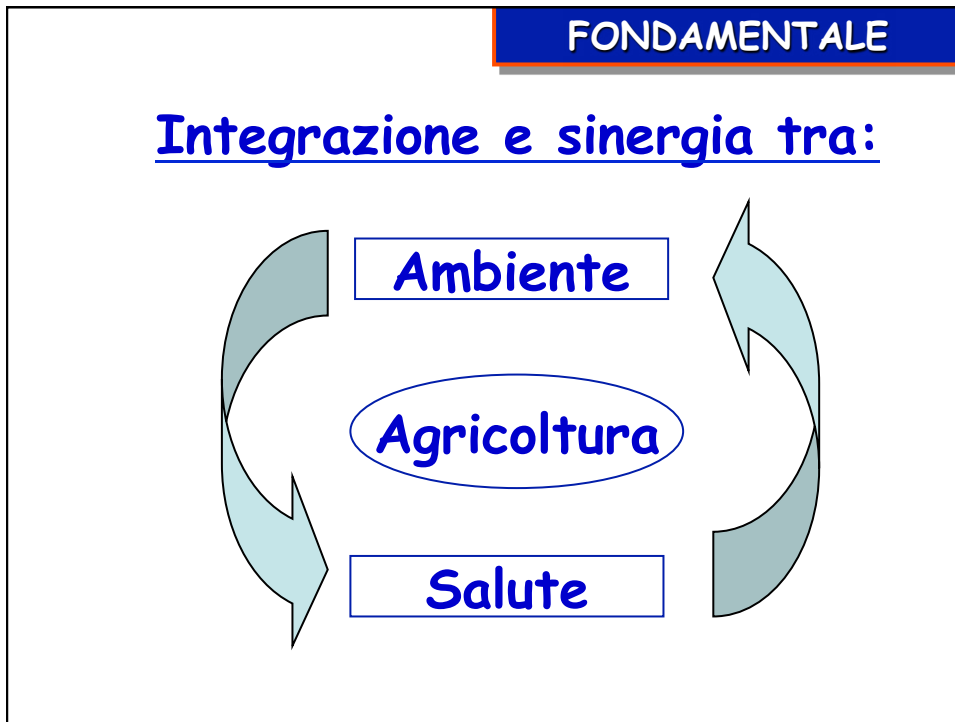 FONDAMENTALE
Integrazione e sinergia tra:
Ambiente
Agricoltura
Salute